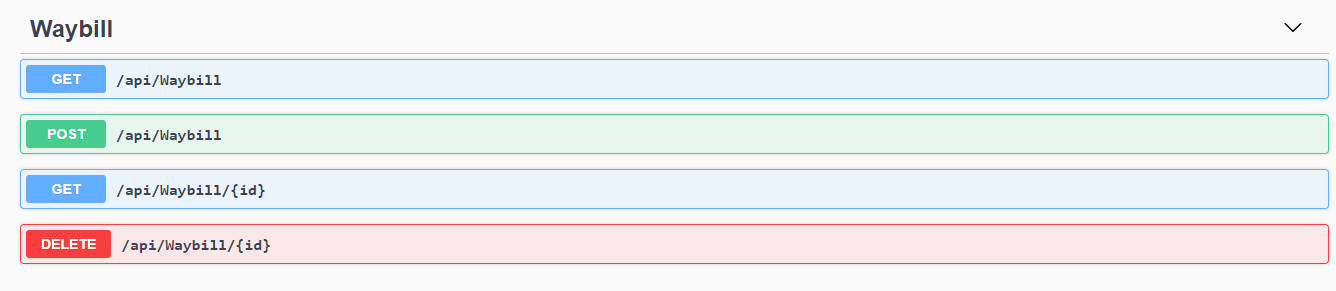 Waybill
GET /api/Waybill
POST /api/Waybill
GET /api/Waybill/{id}
DELETE /api/Waybill/{id}